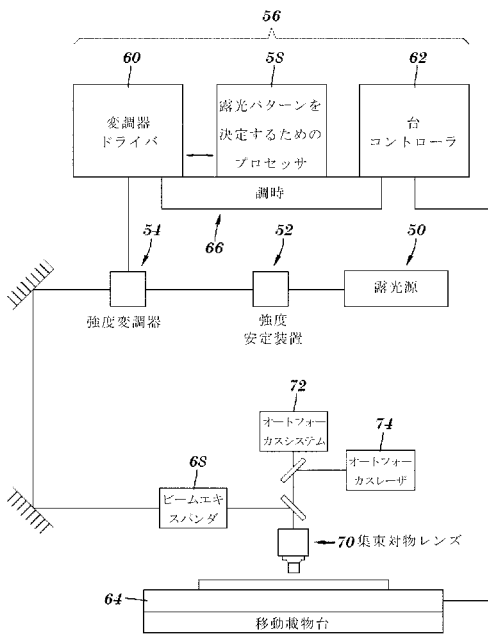 56
60
58
62
変調器
ドライバ
露光パターンを
決定するための
プロセッサ
台
コントローラ
調時
66
54
52
50
強度変調器
強度
安定装置
露光源
72
オートフォー
カスシステム
74
オートフォー
カスレーザ
68
ビームエキ
スパンダ
70 集束対物レンズ
64
移動載物台